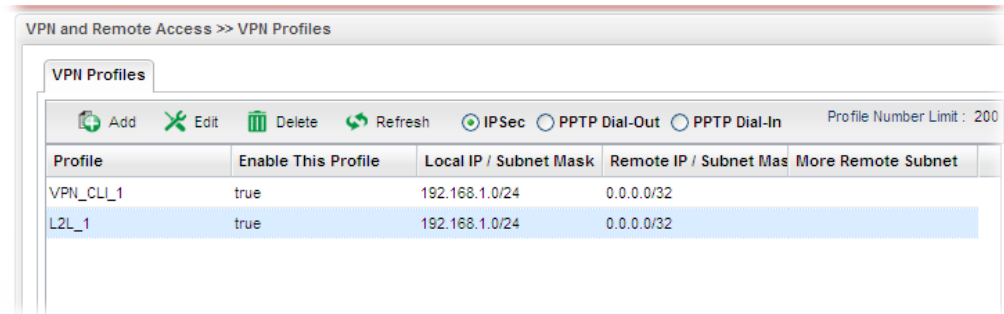 VPN and Remote Access >> VPN Profiles
VPN Profiles
Add Edit Delete Refresh IPSec PPTP Dial-Out PPTP Dial-In Profile Number Limit : 200
Profile Enable This Profile Local IP / Subnet Mask Remote IP / Subnet Mas More Remote Subnet
VPN_CLI_1 true 192.168.1.0/24 0.0.0.0/32
L2L_1 true 192.168.1.0/24 0.0.0.0/32